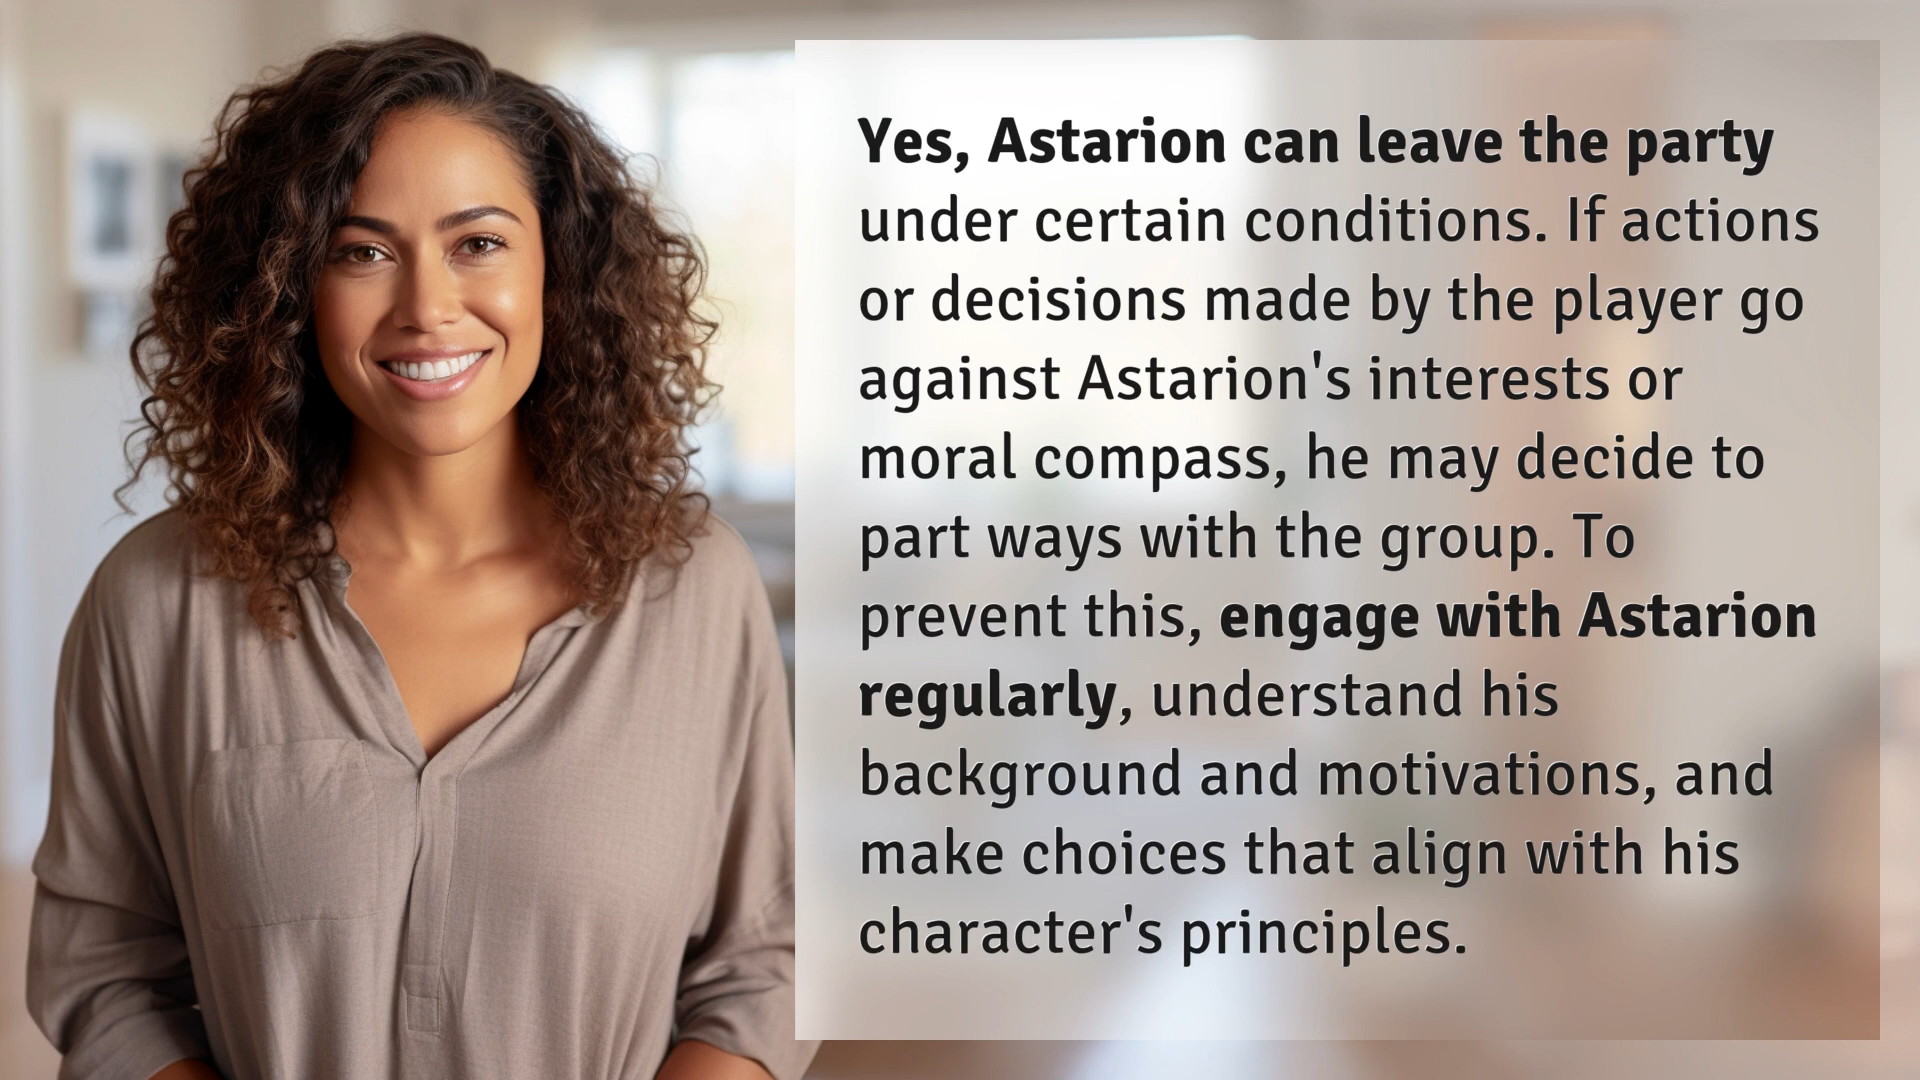 Yes, Astarion can leave the party
under certain conditions. If actions
or decisions made by the player go
against Astarion's interests or
moral compass, he may decide to
part ways with the group. To
prevent this, engage with Astarion
regularly, understand his
background and motivations, and
make choices that align with his
character's principles.